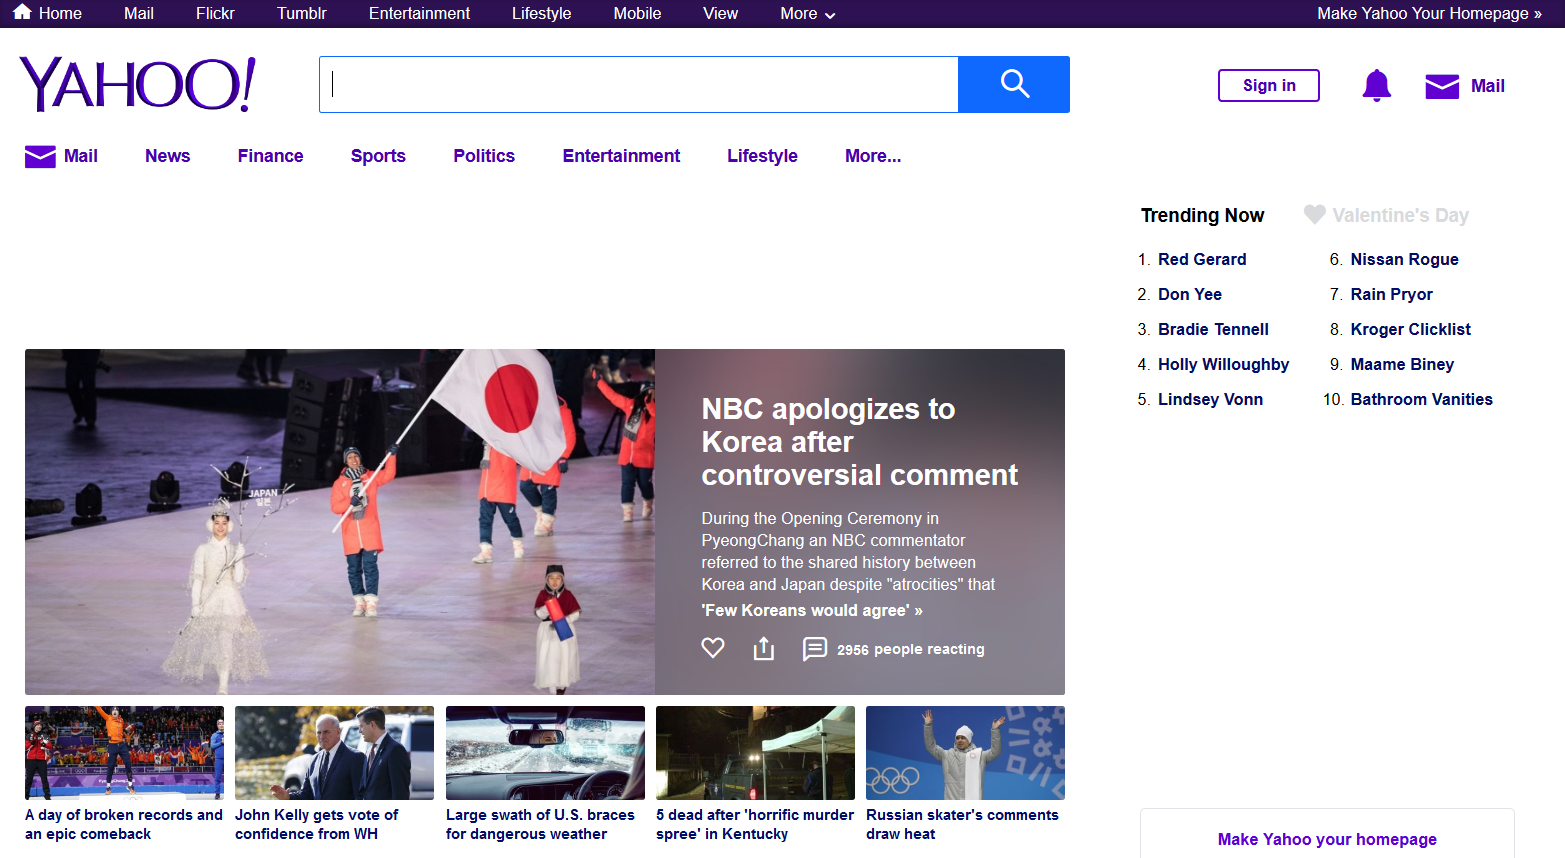 Home Mail Flickr Tumblr Entertainment Lifestyle Mobile View More Make Yahoo Your Homepage »
YAHOO!
Sign in
Mail
Mail News Finance Sports Politics Entertainment Lifestyle More...
Trending Now
Valentine's Day
1. Red Gerard
2. Don Yee
3. Bradie Tennell
4. Holly Willoughby
5. Lindsey Vonn
6. Nissan Rogue
7. Rain Pryor
8. Kroger Clicklist
9. Maame Biney
10. Bathroom Vanities
JAPAN
NBC apologizes to
Korea after
controversial comment
During the Opening Ceremony in
PyeongChang an NBC commentator
referred to the shared history between
Korea and Japan despite "atrocities" that
'Few Koreans would agree' »
2956 people reacting
A day of broken records and
an epic comeback
John Kelly gets vote of
confidence from WH
Large swath of U.S. braces
for dangerous weather
5 dead after 'horrific murder
spree' in Kentucky
Russian skater's comments
draw heat
Make Yahoo your homepage